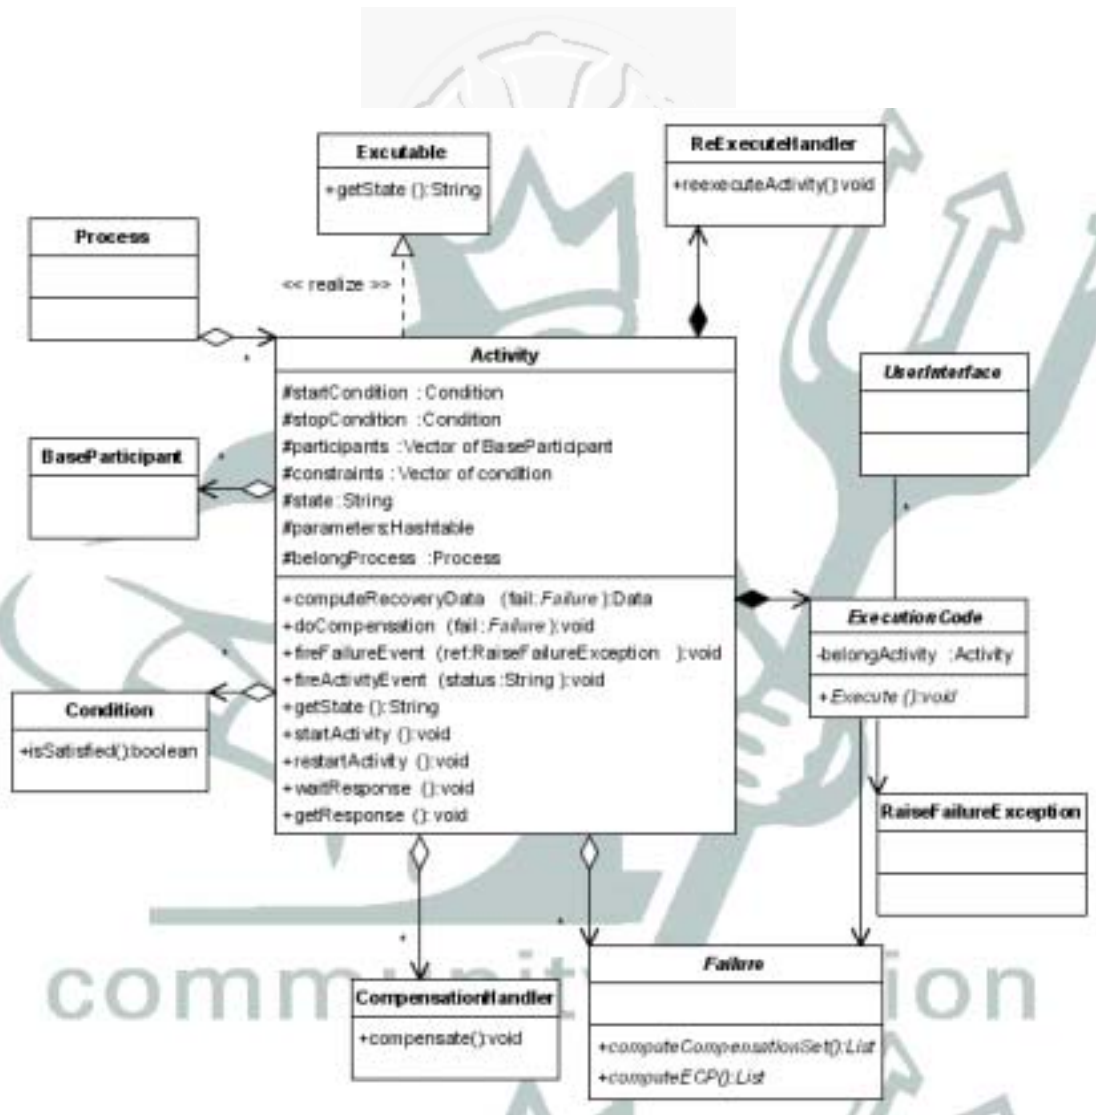 Excutable
+getState ():String
ReExecuteHandler
+reexecuteActivity():void
Process
<< realize >>
*
Activity
#startCondition :Condition
#stopCondition :Condition
#participants :Vector of BaseParticipant
#constraints : Vector of condition
#state:String
#parameters:Hashtable
#belongProcess :Process
+computeRecoveryData (fail:Failure):Data
+doCompensation (fail:Failure):void
+fireFailureEvent (ref:RaiseFailureException ):void
+fireActivityEvent (status:String):void
+getState ():String
+startActivity ():void
+restartActivity ():void
+waitResponse ():void
+getResponse ():void
UserInterface
*
BaseParticipant
*
ExecutionCode
-belongActivity :Activity
+Execute ():void
*
Condition
+isSatisfied():boolean
RaiseFailureException
*
CompensationHandler
+compensate():void
*
Failure
+computeCompensationSet():List
+computeECP():List